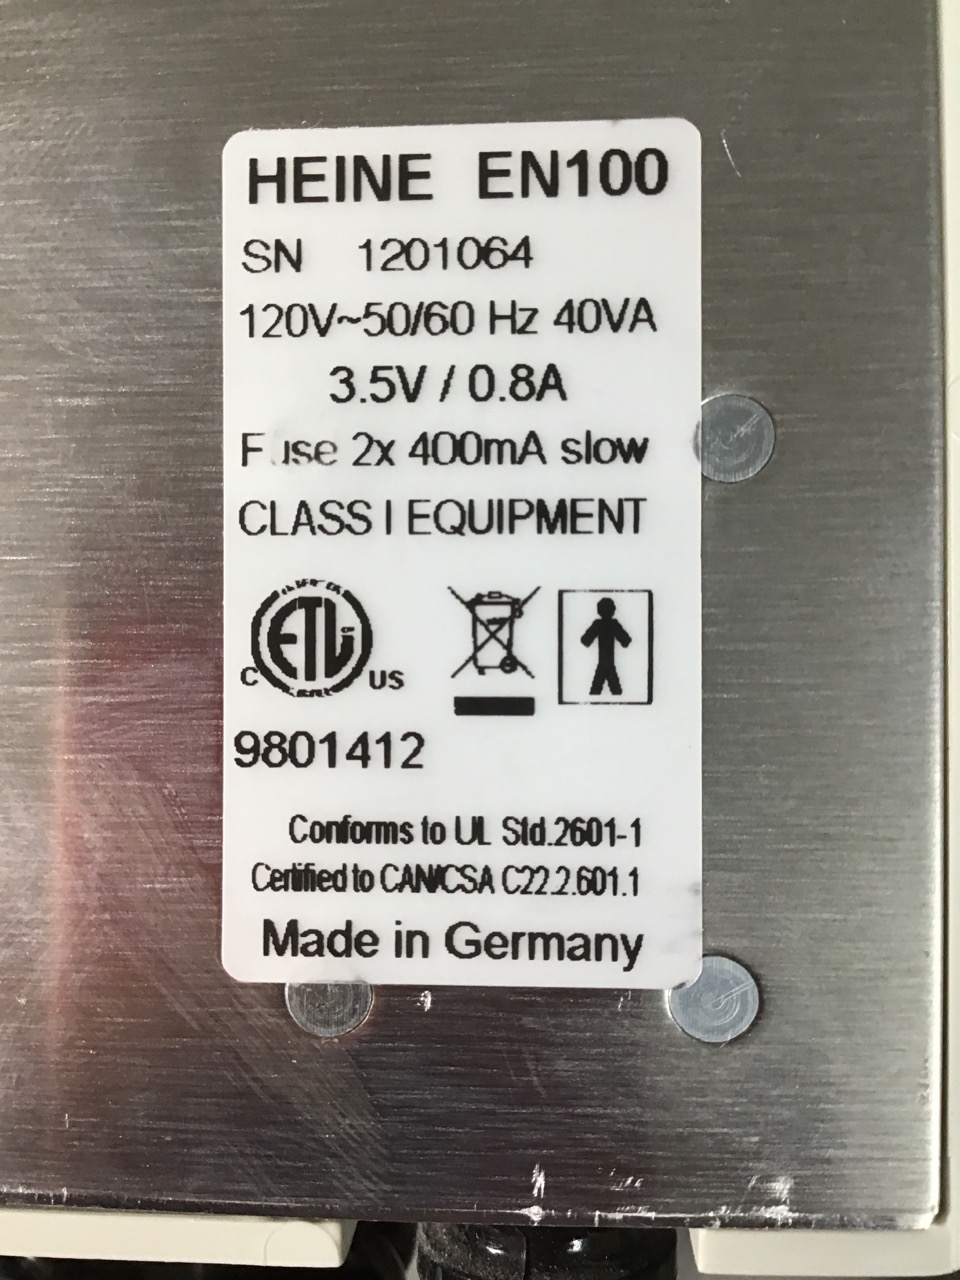 HEINE EN100
SN 1201064
120V~50/60 Hz 40VA
3.5V / 0.8A
Fuse 2x 400mA slow
CLASS I EQUIPMENT
ETL
C US
9801412
Conforms to UL Std.2601-1
Certified to CAN/CSA C22.2.601.1
Made in Germany